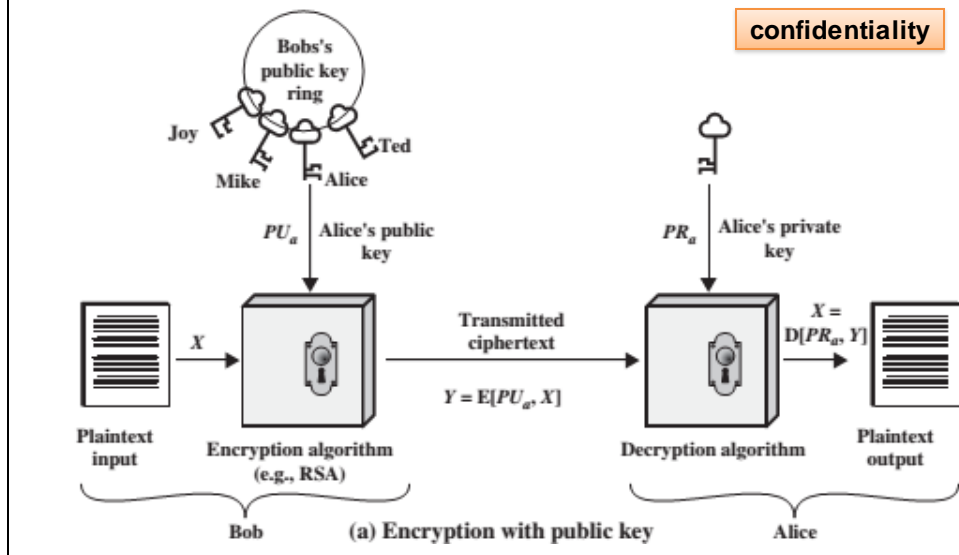 confidentiality
Bobs's
public key
ring
Joy
Ted
Mike
Alice
PUa
Alice's public
key
PRa
Alice's private
key
X
Transmitted
ciphertext
X =
D[PRa, Y]
Y = E[PUa, X]
Plaintext
input
Encryption algorithm
(e.g., RSA)
Decryption algorithm
Plaintext
output
Bob
(a) Encryption with public key
Alice